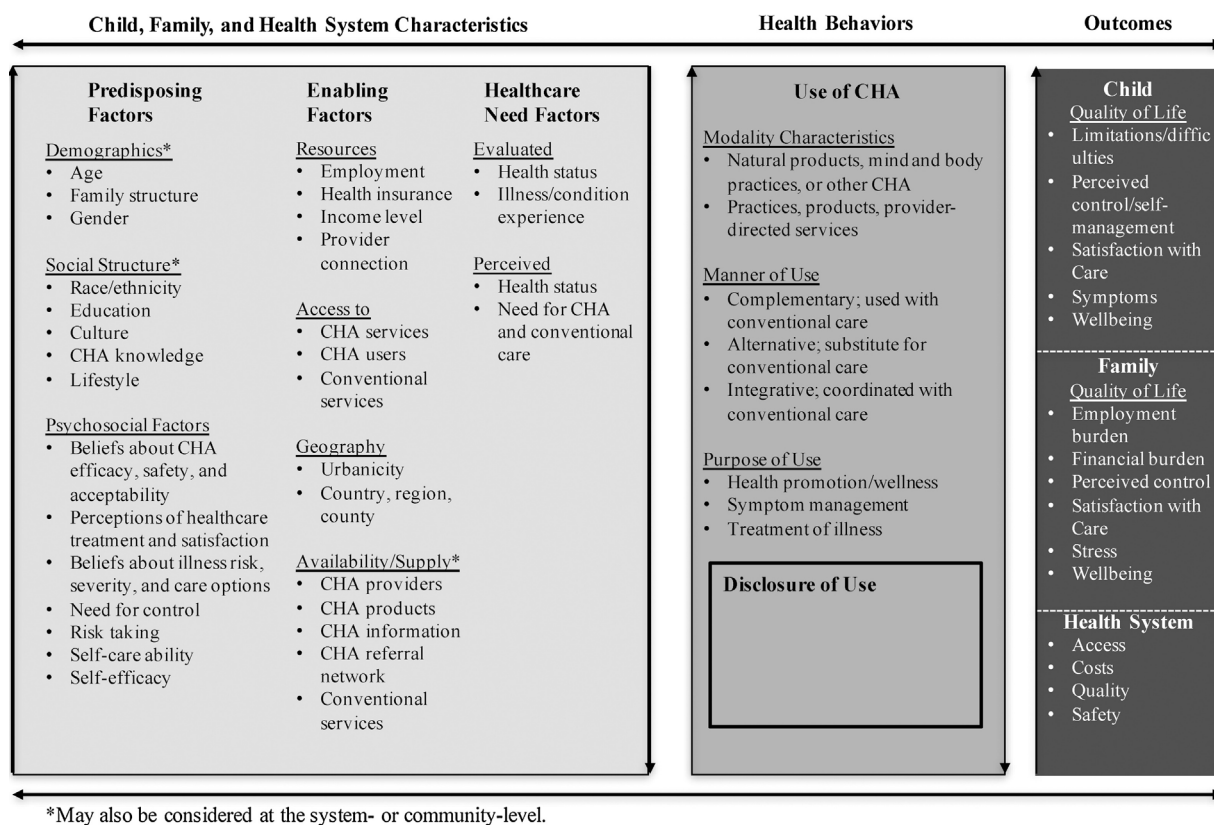 Child, Family, and Health System Characteristics
Health Behaviors
Outcomes
Predisposing
Factors
Demographics*
• Age
• Family structure
• Gender
Social Structure*
• Race/ethnicity
• Education
• Culture
• CHA knowledge
• Lifestyle
Psychosocial Factors
• Beliefs about CHA
efficacy, safety, and
acceptability
• Perceptions of healthcare
treatment and satisfaction
• Beliefs about illness risk,
severity, and care options
• Need for control
• Risk taking
• Self-care ability
• Self-efficacy
Enabling
Factors
Resources
• Employment
• Health insurance
• Income level
• Provider
connection
Access to
• CHA services
• CHA users
• Conventional
services
Geography
• Urbanicity
• Country, region,
county
Availability/Supply*
• CHA providers
• CHA products
• CHA information
• CHA referral
network
• Conventional
services
Healthcare
Need Factors
Evaluated
• Health status
• Illness/condition
experience
Perceived
• Health status
• Need for CHA
and conventional
care
Use of CHA
Modality Characteristics
• Natural products, mind and body
practices, or other CHA
• Practices, products, provider-
directed services
Manner of Use
• Complementary; used with
conventional care
• Alternative; substitute for
conventional care
• Integrative; coordinated with
conventional care
Purpose of Use
• Health promotion/wellness
• Symptom management
• Treatment of illness
Disclosure of Use
Child
Quality of Life
• Limitations/diffic
ulties
• Perceived
control/self-
management
• Satisfaction with
Care
• Symptoms
• Wellbeing
Family
Quality of Life
• Employment
burden
• Financial burden
• Perceived control
• Satisfaction with
Care
• Stress
• Wellbeing
Health System
• Access
• Costs
• Quality
• Safety
*May also be considered at the system- or community-level.